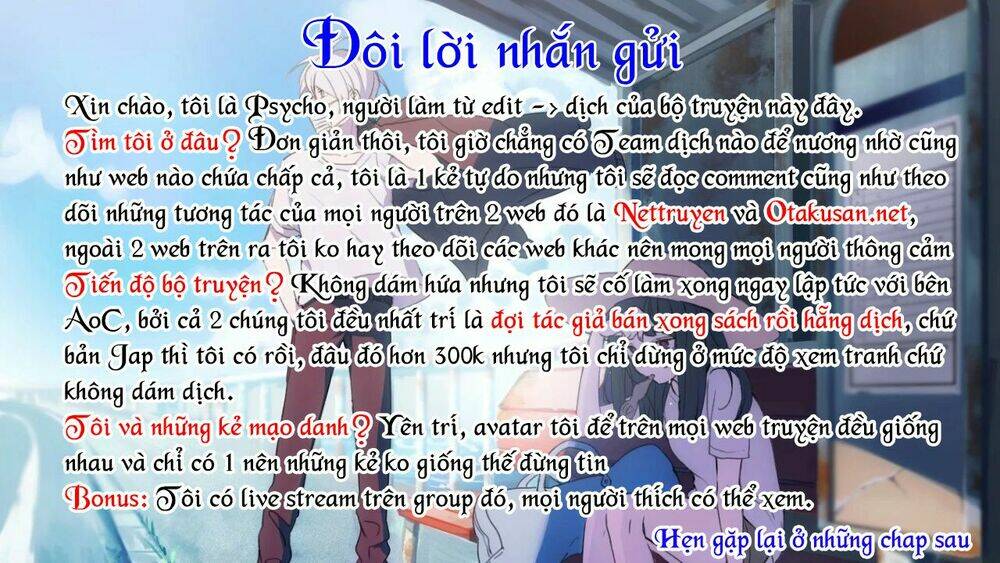 Đôi lời nhắn gửi
Xin chào, tôi là Psycho, người làm từ edit -> dịch của bộ truyện này đây.
Tìm tôi ở đâu? Đơn giản thôi, tôi giờ chẳng có Team dịch nào để nương nhờ cũng
như web nào chứa chấp cả, tôi là 1 kẻ tự do nhưng tôi sẽ đọc comment cũng như theo
dõi những tương tác của mọi người trên 2 web đó là Nettruyen và Otakusan.net,
ngoài 2 web trên ra tôi ko hay theo dõi các web khác nên mong mọi người thông cảm
Tiến độ bộ truyện? Không dám hứa nhưng tôi sẽ cố làm xong ngay lập tức với bên
AoC, bởi cả 2 chúng tôi đều nhất trí là đợi tác giả bán xong sách rồi hẵng dịch, chứ
bản Jap thì tôi có rồi, đâu đó hơn 300k nhưng tôi chỉ dừng ở mức độ xem tranh chứ
không dám dịch.
Tôi và những kẻ mạo danh? Yên trí, avatar tôi để trên mọi web truyện đều giống
nhau và chỉ có 1 nên những kẻ ko giống thế đừng tin
Bonus: Tôi có live stream trên group đó, mọi người thích có thể xem.
Hẹn gặp lại ở những chap sau